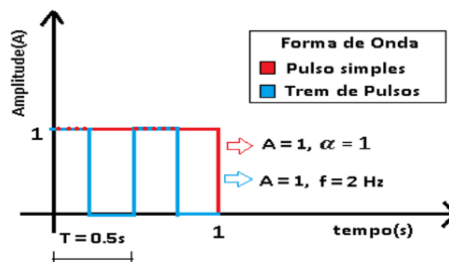 Amplitude(A)
Forma de Onda
Pulso simples
Trem de Pulsos
1
A = 1, α = 1
A = 1, f = 2 Hz
1
tempo(s)
T = 0.5s